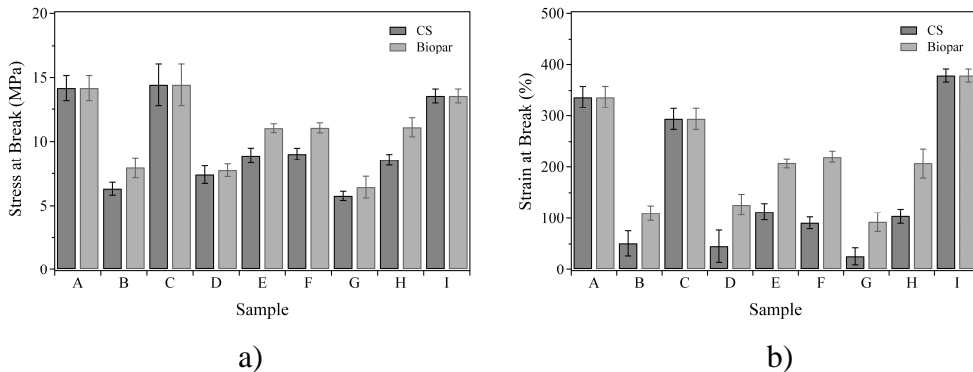 20
15
10
5
0
Stress at Break (MPa)
CS
Biopar
A B C D E F G H I
Sample
a)
500
400
300
200
100
0
Strain at Break (%)
CS
Biopar
A B C D E F G H I
Sample
b)